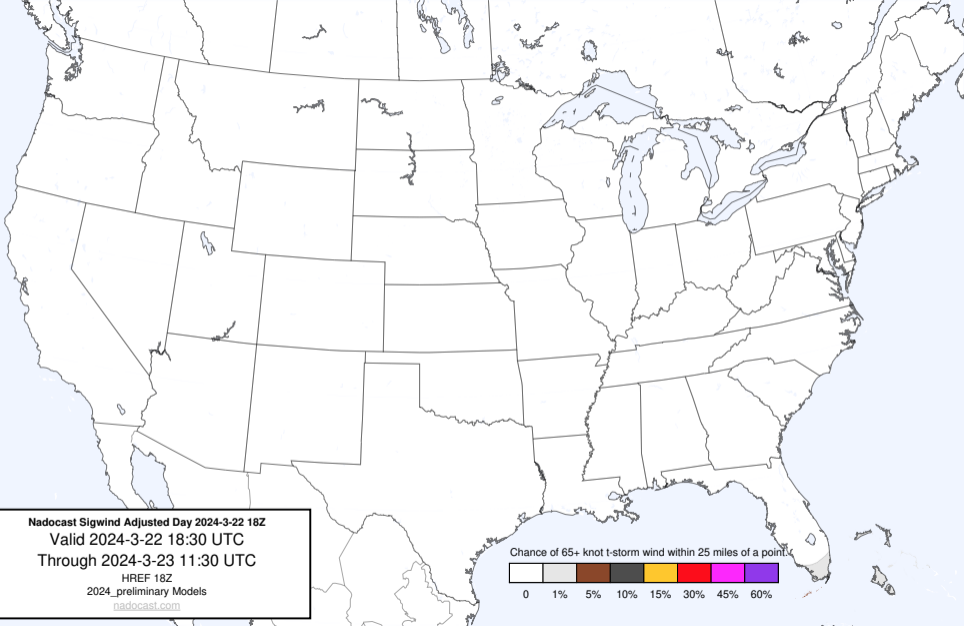 Nadocast Sigwind Adjusted Day 2024-3-22 18Z
Valid 2024-3-22 18:30 UTC
Through 2024-3-23 11:30 UTC
HREF 18Z
2024_preliminary Models
nadocast.com
Chance of 65+ knot t-storm wind within 25 miles of a point.
0 1% 5% 10% 15% 30% 45% 60%